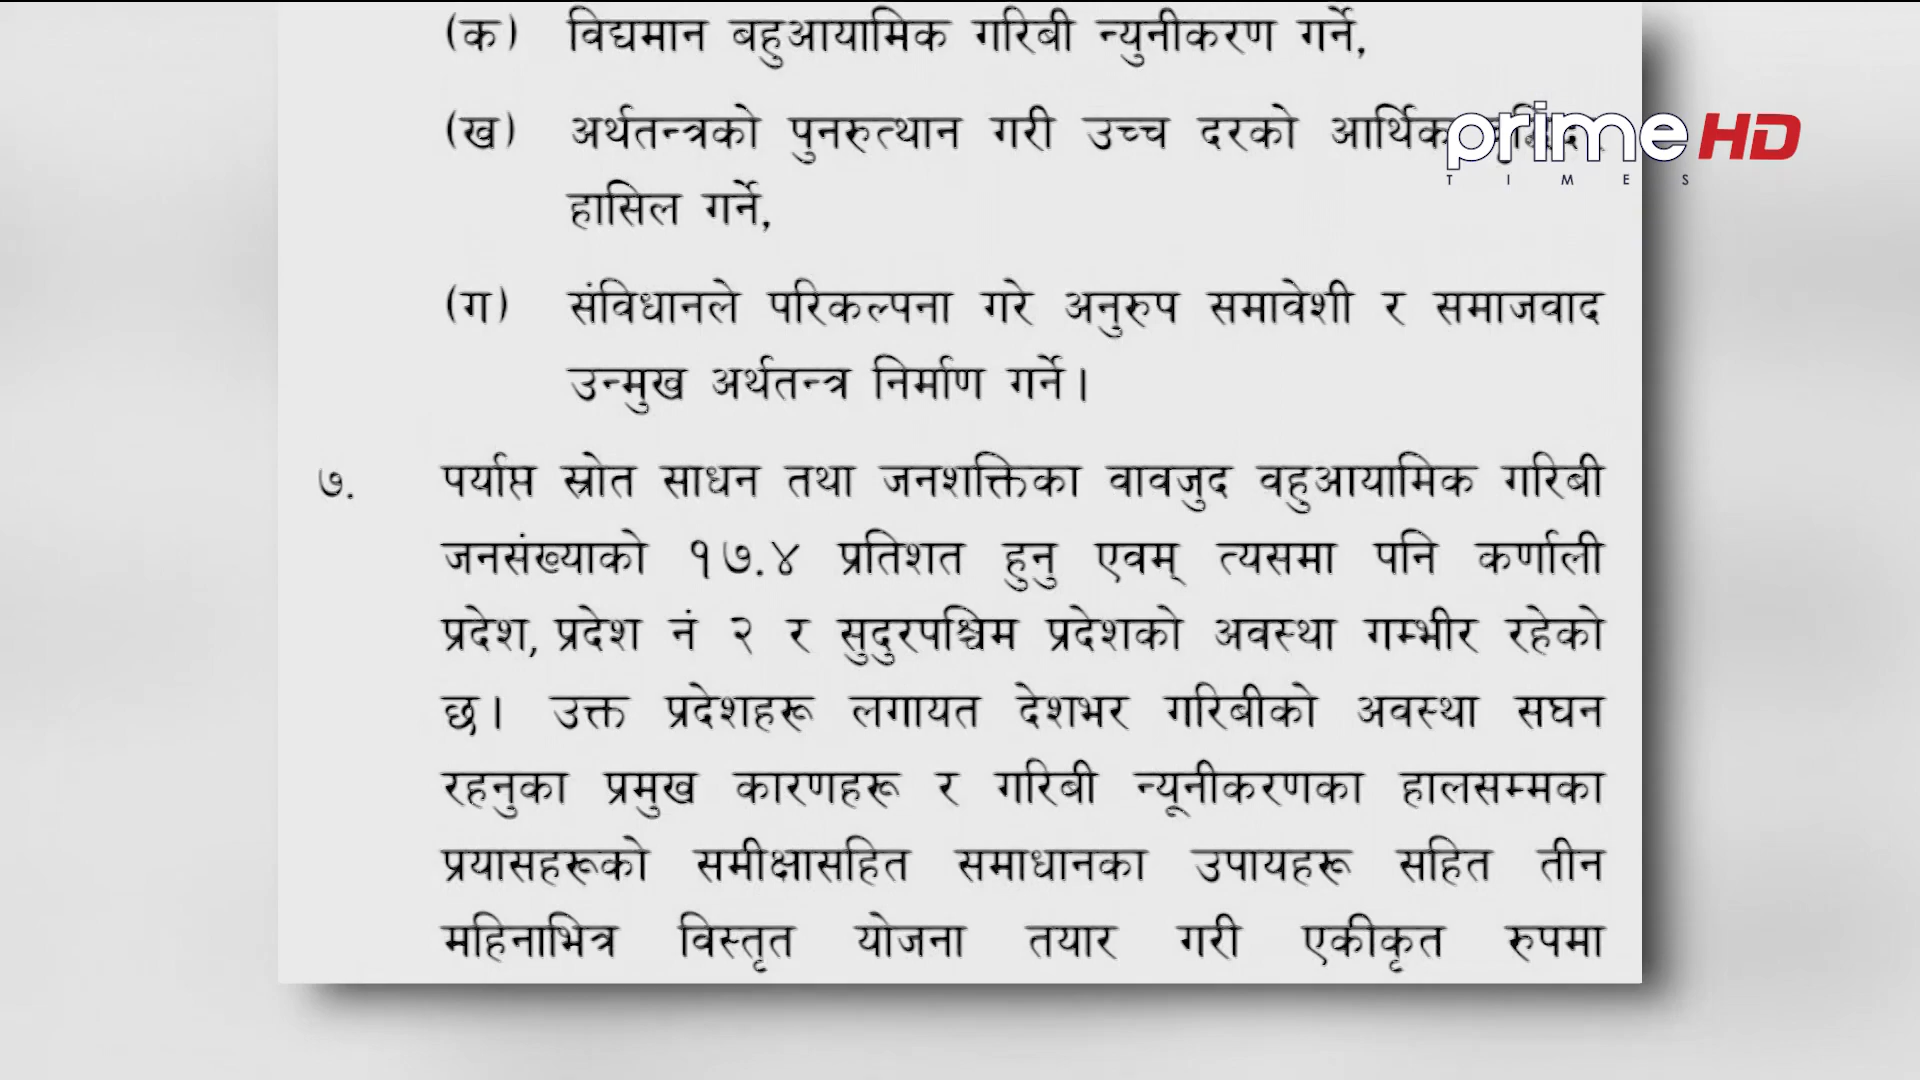 (क) विद्यमान बहुआयामिक गरिबी न्युनीकरण गर्ने,
(ख) अर्थतन्त्रको पुनरुत्थान गरी उच्च दरको आर्थिक
prime HD
TIMES
हासिल गर्ने,
(ग) संविधानले परिकल्पना गरे अनुरुप समावेशी र समाजवाद
उन्मुख अर्थतन्त्र निर्माण गर्ने।
७. पर्याप्त स्रोत साधन तथा जनशक्तिका वावजुद वहुआयामिक गरिबी
जनसंख्याको १७.४ प्रतिशत हुनु एवम् त्यसमा पनि कर्णाली
प्रदेश, प्रदेश नं २ र सुदुरपश्चिम प्रदेशको अवस्था गम्भीर रहेको
छ। उक्त प्रदेशहरू लगायत देशभर गरिबीको अवस्था सघन
रहनुका प्रमुख कारणहरू र गरिबी न्यूनीकरणका हालसम्मका
प्रयासहरूको समीक्षासहित समाधानका उपायहरू सहित तीन
महिनाभित्र विस्तृत योजना तयार गरी एकीकृत रुपमा